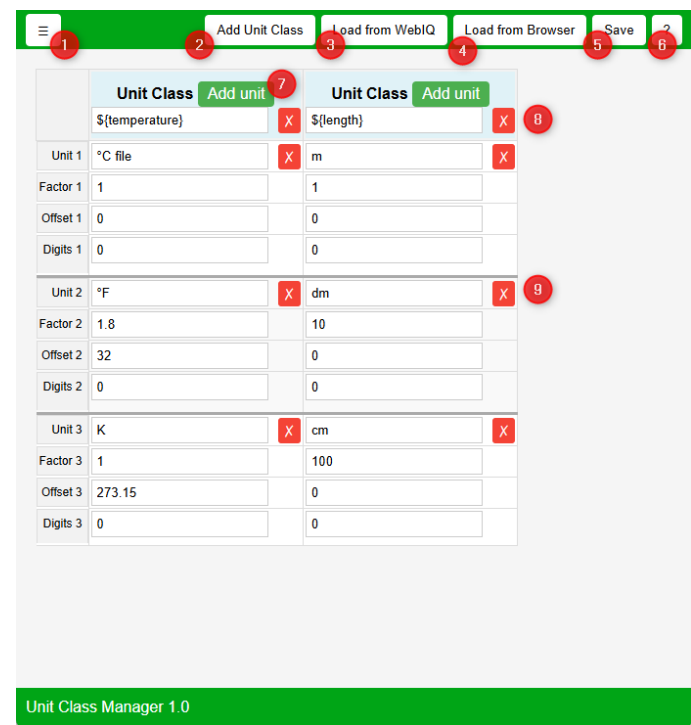 ☰ Add Unit Class Load from WebIQ Load from Browser Save ?
1 2 3 4 5 6
Unit Class Add unit 7 Unit Class Add unit
${temperature} X ${length} X 8
Unit 1 °C file X m X
Factor 1 1 1
Offset 1 0 0
Digits 1 0 0
Unit 2 °F X dm X 9
Factor 2 1.8 10
Offset 2 32 0
Digits 2 0 0
Unit 3 K X cm X
Factor 3 1 100
Offset 3 273.15 0
Digits 3 0 0
Unit Class Manager 1.0